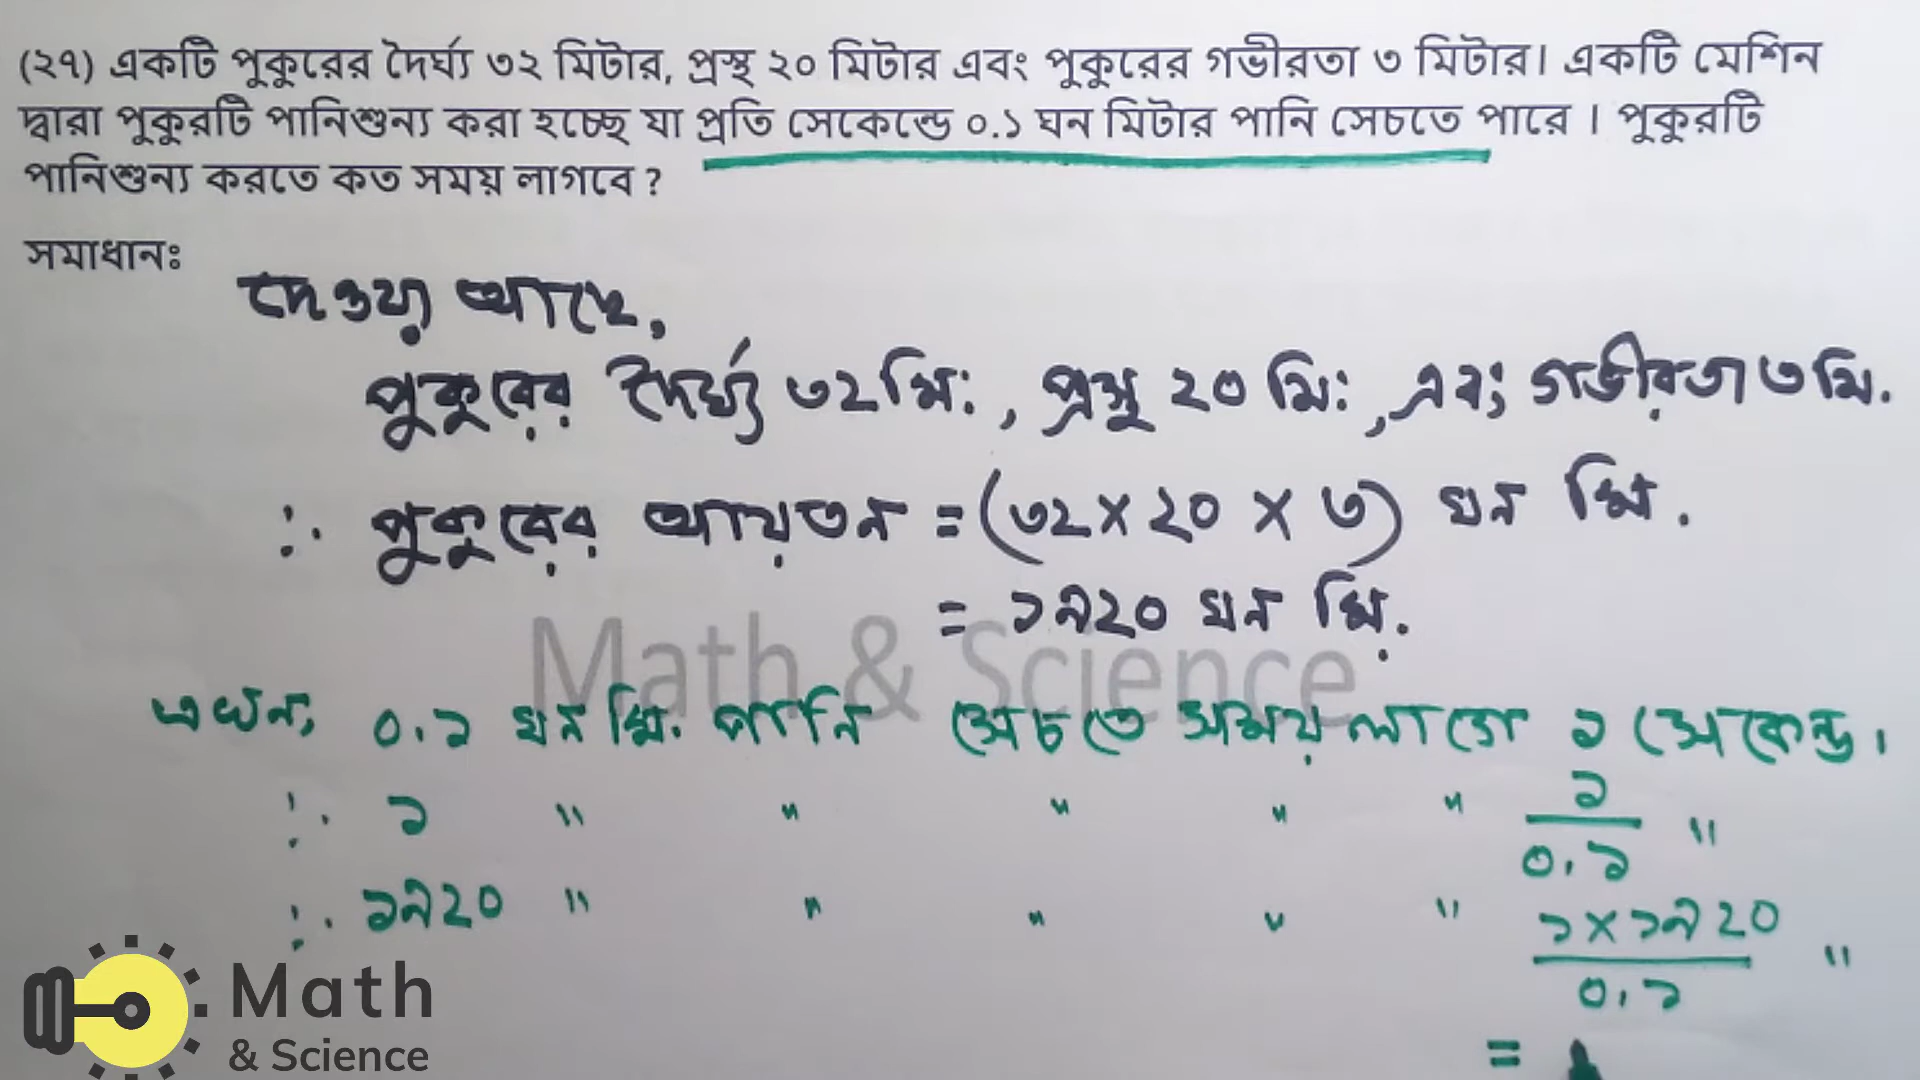 (২৭) একটি পুকুরের দৈর্ঘ্য ৩২ মিটার, প্রস্থ ২০ মিটার এবং পুকুরের গভীরতা ৩ মিটার। একটি মেশিন
দ্বারা পুকুরটি পানিশুন্য করা হচ্ছে যা প্রতি সেকেন্ডে ০.১ ঘন মিটার পানি সেচতে পারে । পুকুরটি
পানিশুন্য করতে কত সময় লাগবে ?
সমাধানঃ
দেওয়া আছে,
পুকুরের দৈর্ঘ্য ৩২ মি: , প্রস্থ ২০ মি: , এবং গভীরতা ৩ মি.
∴ পুকুরের আয়তন = (৩২ × ২০ × ৩) ঘন মি.
= ১৯২০ ঘন মি.
Math & Science
এখন, ০.১ ঘন মি. পানি সেচতে সময় লাগে ১ সেকেন্ড।
∴ ১ " " " " " ১/০.১ "
∴ ১৯২০ " " " " " ১×১৯২০/০.১ "
=
Math
& Science